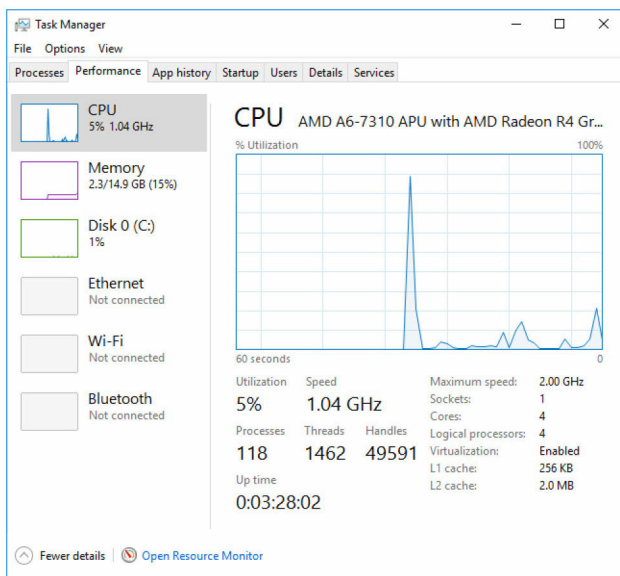 Task Manager
File Options View
Processes Performance App history Startup Users Details Services
CPU
5% 1.04 GHz
Memory
2.3/14.9 GB (15%)
Disk 0 (C:)
1%
Ethernet
Not connected
Wi-Fi
Not connected
Bluetooth
Not connected
CPU AMD A6-7310 APU with AMD Radeon R4 Gr...
% Utilization 100%
60 seconds 0
Utilization Speed
5% 1.04 GHz
Processes Threads Handles
118 1462 49591
Up time
0:03:28:02
Maximum speed: 2.00 GHz
Sockets: 1
Cores: 4
Logical processors: 4
Virtualization: Enabled
L1 cache: 256 KB
L2 cache: 2.0 MB
Fewer details Open Resource Monitor